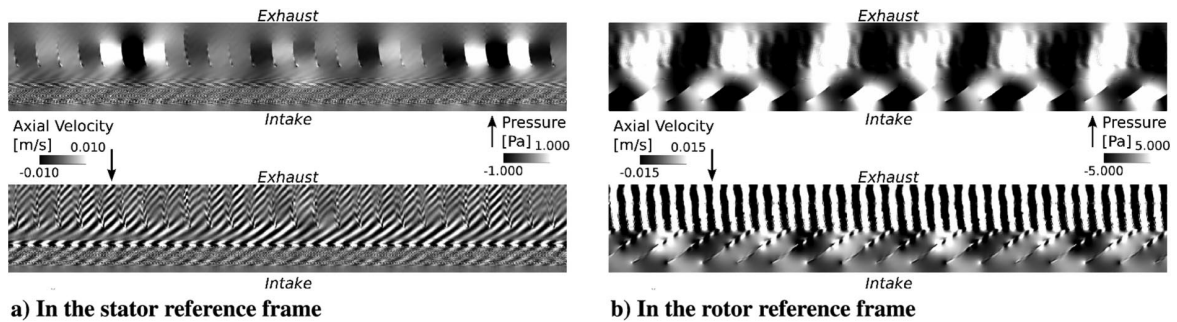 Exhaust
Intake
Axial Velocity
[m/s] 0.010
-0.010
Pressure
[Pa] 1.000
-1.000
Exhaust
Intake
a) In the stator reference frame
Exhaust
Intake
Axial Velocity
[m/s] 0.015
-0.015
Pressure
[Pa] 5.000
-5.000
Exhaust
Intake
b) In the rotor reference frame